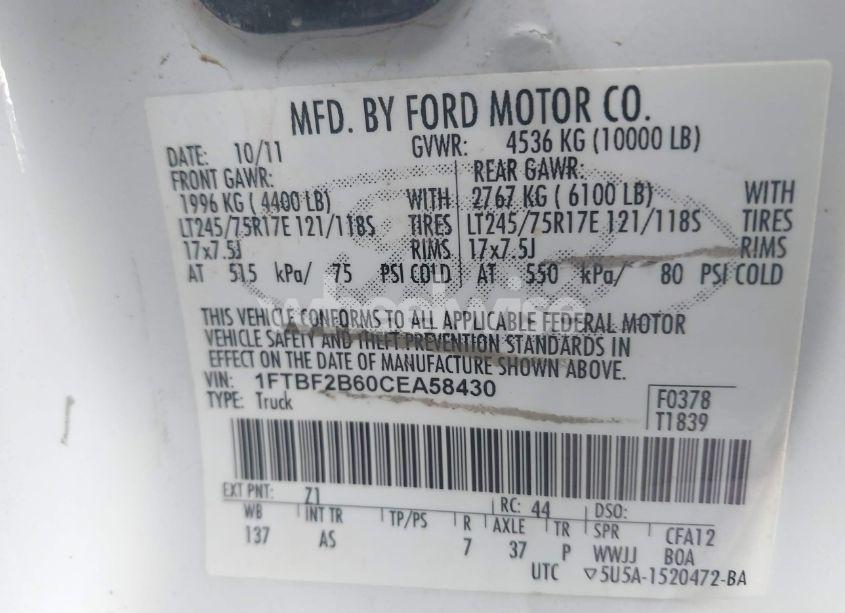 MFD. BY FORD MOTOR CO.
DATE: 10/11 GVWR: 4536 KG (10000 LB)
FRONT GAWR: REAR GAWR:
1996 KG ( 4400 LB) WITH 2767 KG ( 6100 LB) WITH
LT245/75R17E 121/118S TIRES LT245/75R17E 121/118S TIRES
17x7.5J RIMS 17x7.5J RIMS
AT 515 kPa/ 75 PSI COLD AT 550 kPa/ 80 PSI COLD
THIS VEHICLE CONFORMS TO ALL APPLICABLE FEDERAL MOTOR
VEHICLE SAFETY AND THEFT PREVENTION STANDARDS IN
EFFECT ON THE DATE OF MANUFACTURE SHOWN ABOVE.
VIN: 1FTBF2B60CEA58430
TYPE: Truck
F0378
T1839
EXT PNT: Z1 RC: 44 DSO:
WB INT TR TP/PS R AXLE TR SPR CFA12
137 AS 7 37 P WWJJ BOA
UTC ▽5U5A-1520472-BA